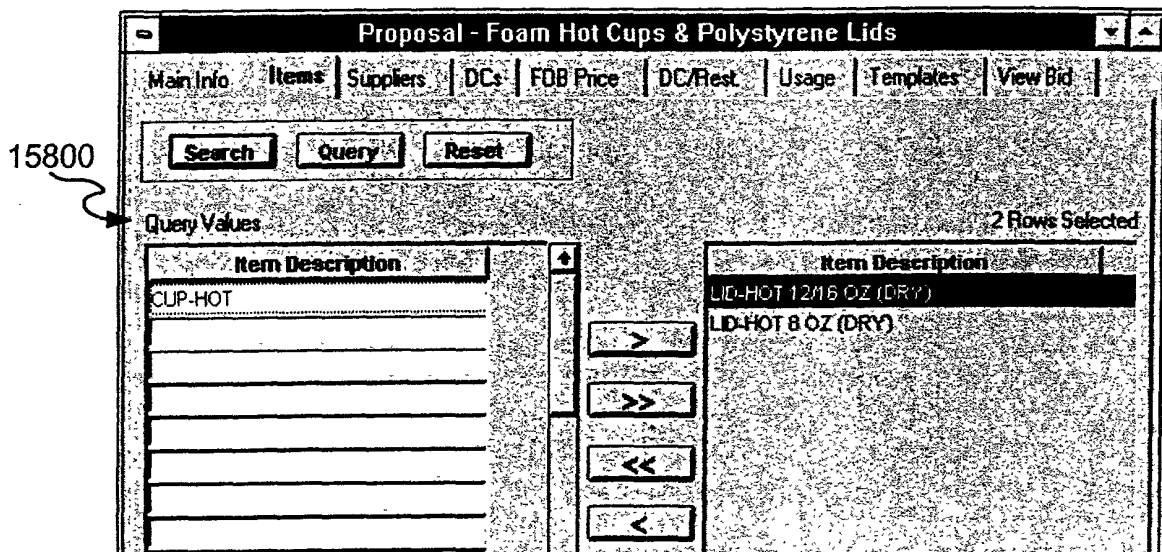 Proposal - Foam Hot Cups & Polystyrene Lids
Main Info Items Suppliers DCs FOB Price DC/Rest. Usage Templates View Bid
Search Query Reset
15800
Query Values 2 Rows Selected
Item Description Item Description
CUP-HOT LID-HOT 12/16 OZ (DRY)
LID-HOT 8 OZ (DRY)
>
>>
<<
<